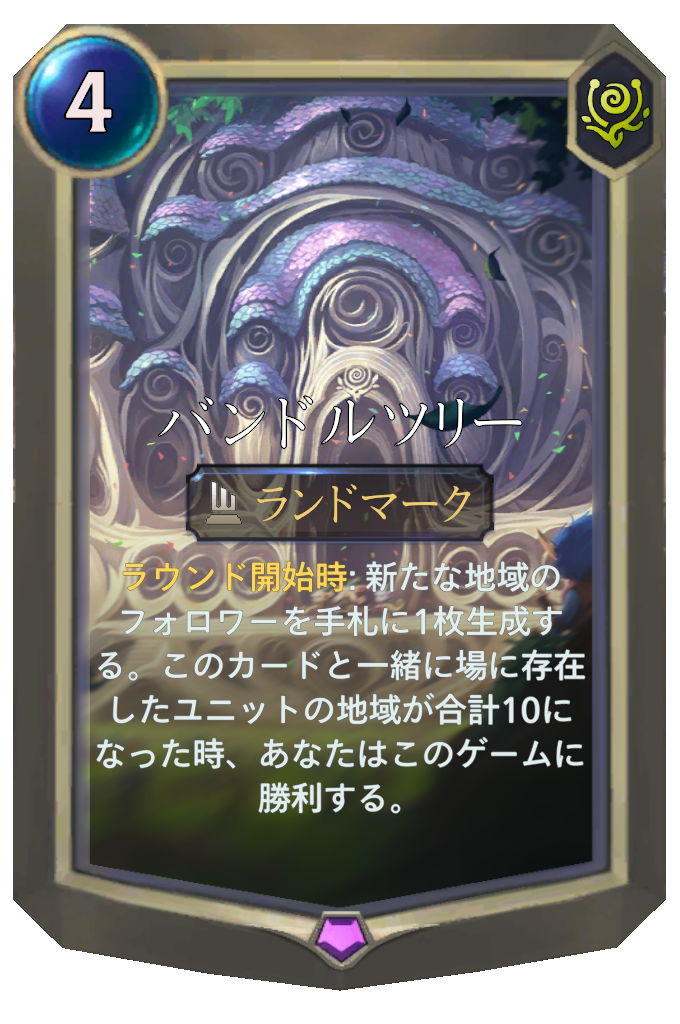 4
バンドルツリー
ランドマーク
ラウンド開始時: 新たな地域の
フォロワーを手札に1枚生成す
る。このカードと一緒に場に存在
したユニットの地域が合計10に
なった時、あなたはこのゲームに
勝利する。